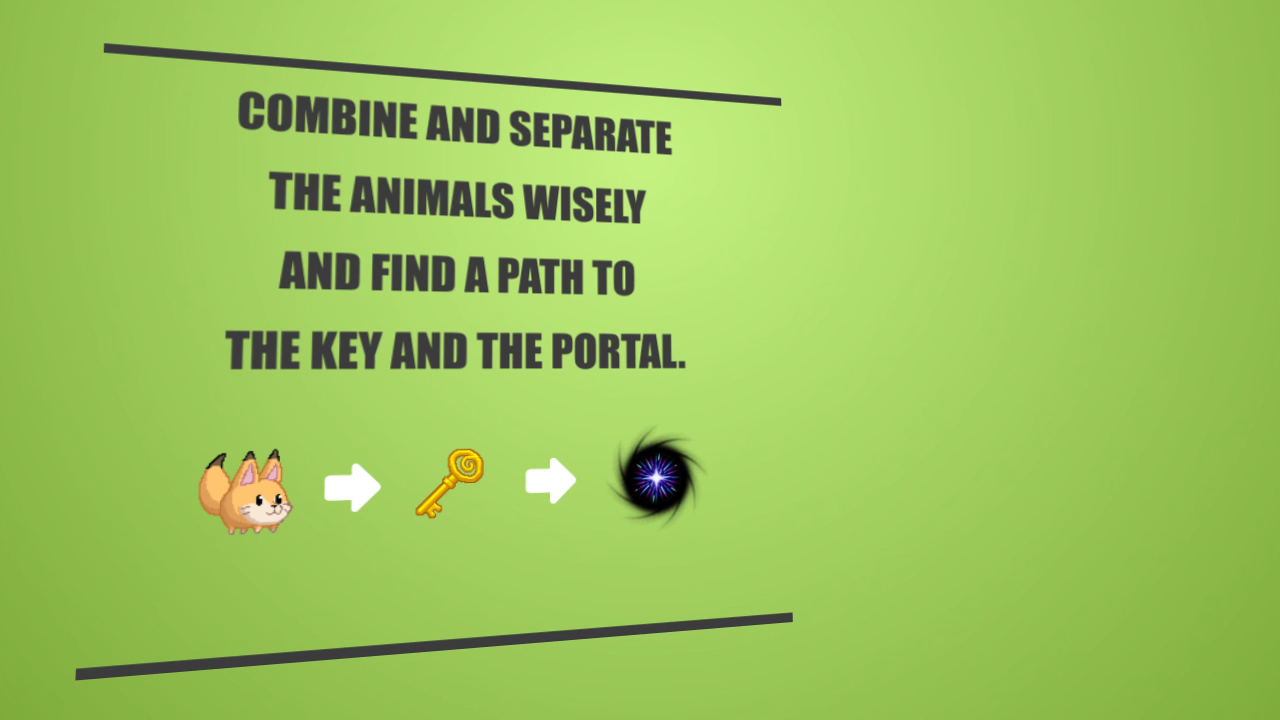 COMBINE AND SEPARATE
THE ANIMALS WISELY
AND FIND A PATH TO
THE KEY AND THE PORTAL.